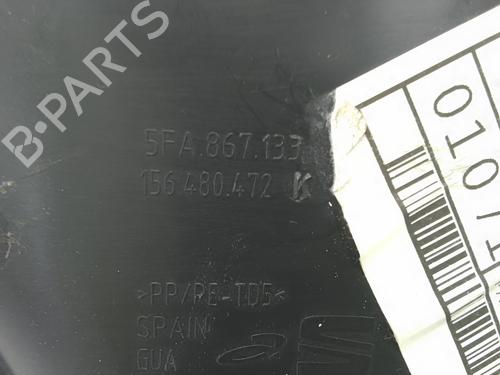 B-PARTS
5FA.867.133
156.480.472 K
>PP/PE-TD5<
SPAIN
GUA
010